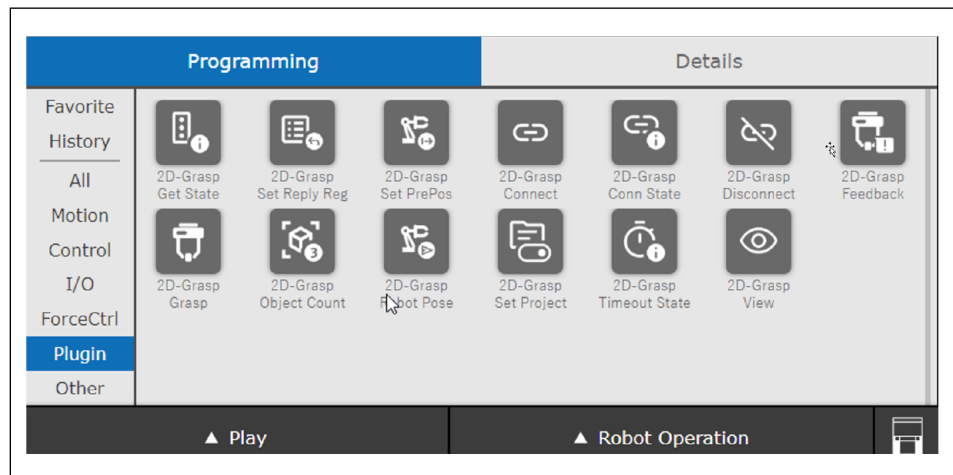 Programming
Details
Favorite
History
All
Motion
Control
I/O
ForceCtrl
Plugin
Other
2D-Grasp
Get State
2D-Grasp
Set Reply Reg
2D-Grasp
Set PrePos
2D-Grasp
Connect
2D-Grasp
Conn State
2D-Grasp
Disconnect
2D-Grasp
Feedback
2D-Grasp
Grasp
3
2D-Grasp
Object Count
2D-Grasp
Robot Pose
2D-Grasp
Set Project
2D-Grasp
Timeout State
2D-Grasp
View
▲ Play
▲ Robot Operation